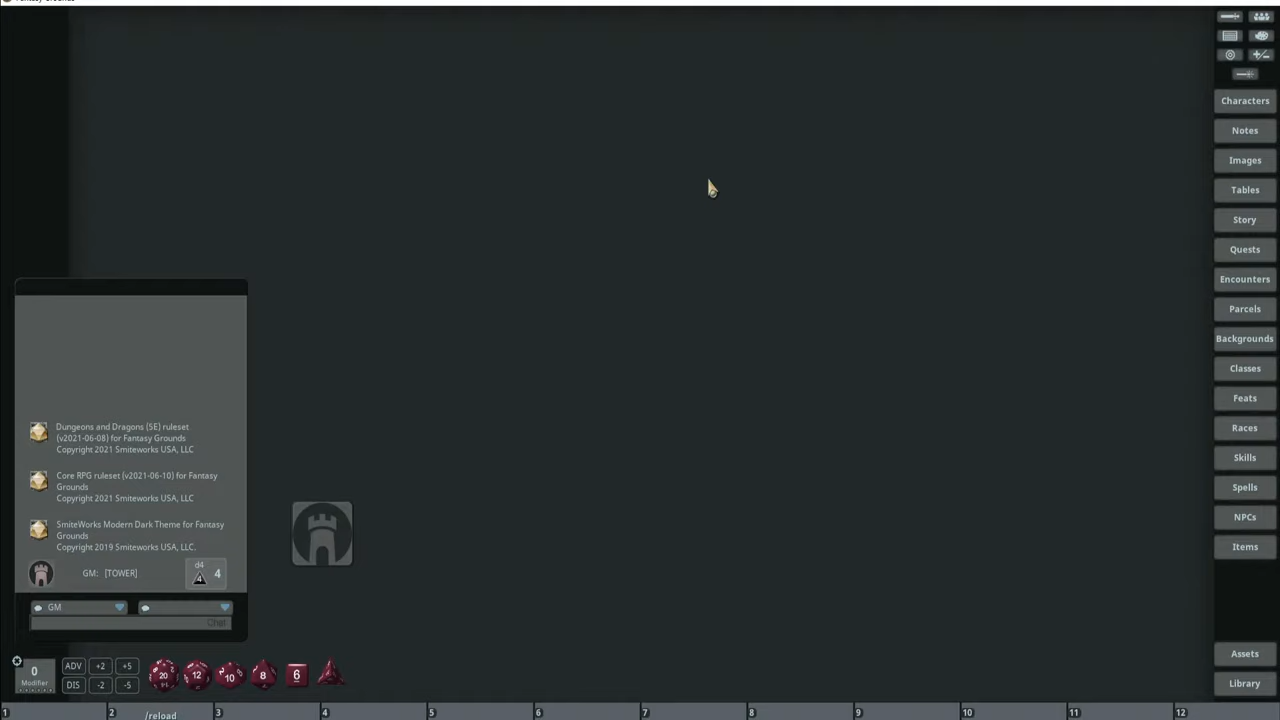 Fantasy Grounds
Characters
Notes
Images
Tables
Story
Quests
Encounters
Parcels
Backgrounds
Classes
Feats
Races
Skills
Spells
NPCs
Items
Assets
Library
Dungeons and Dragons (5E) ruleset
(v2021-06-08) for Fantasy Grounds
Copyright 2021 Smiteworks USA, LLC
Core RPG ruleset (v2021-06-10) for Fantasy
Grounds
Copyright 2021 Smiteworks USA, LLC
SmiteWorks Modern Dark Theme for Fantasy
Grounds
Copyright 2019 Smiteworks USA, LLC.
GM: [TOWER]
d4
4
4
GM
Chat
0
Modifier
ADV
+2
+5
DIS
-2
-5
20
12
10
8
6
1
2
/reload
3
4
5
6
7
8
9
10
11
12